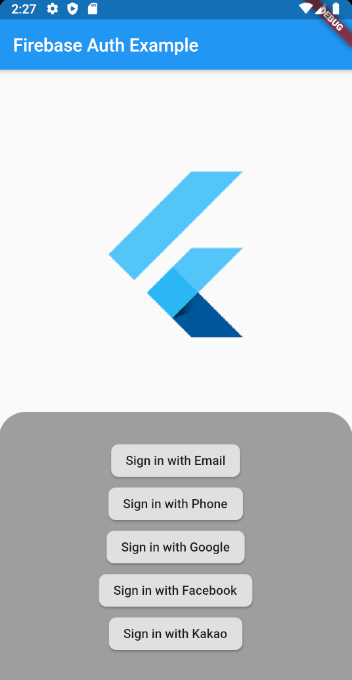 2:27
DEBUG
Firebase Auth Example
Sign in with Email
Sign in with Phone
Sign in with Google
Sign in with Facebook
Sign in with Kakao